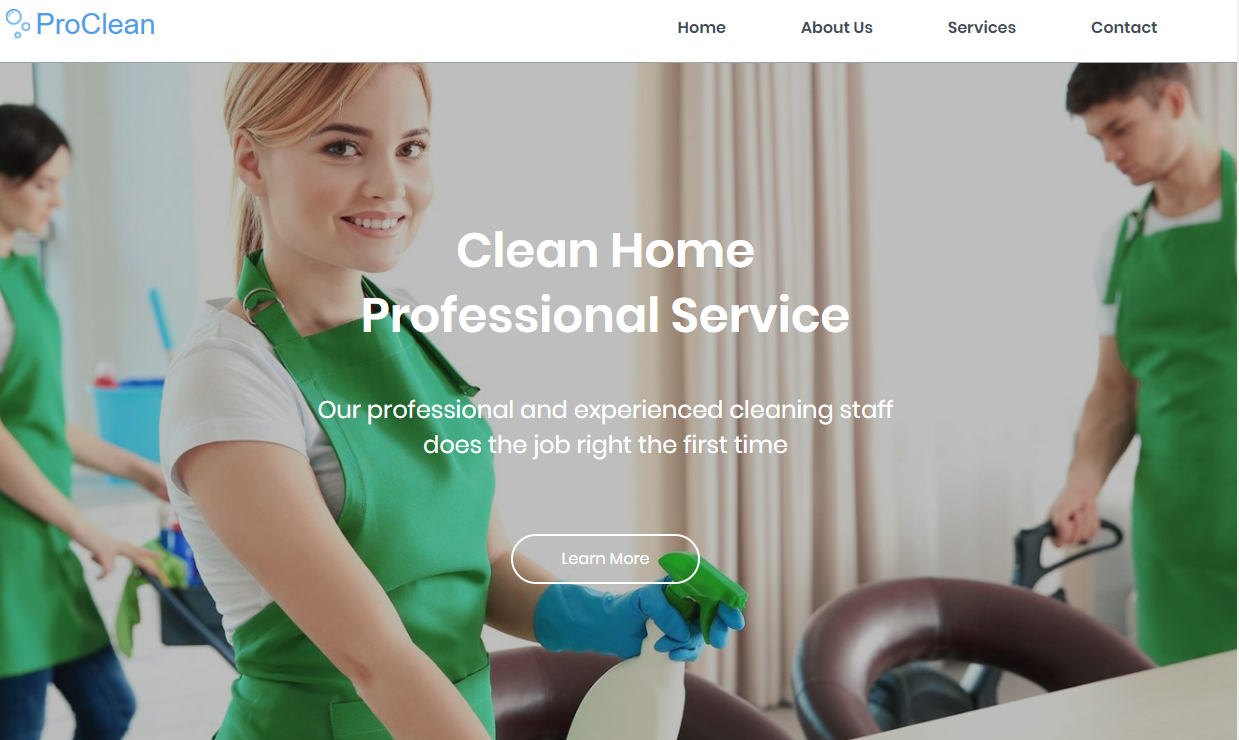 ProClean
Home
About Us
Services
Contact
Clean Home
Professional Service
Our professional and experienced cleaning staff
does the job right the first time
Learn More